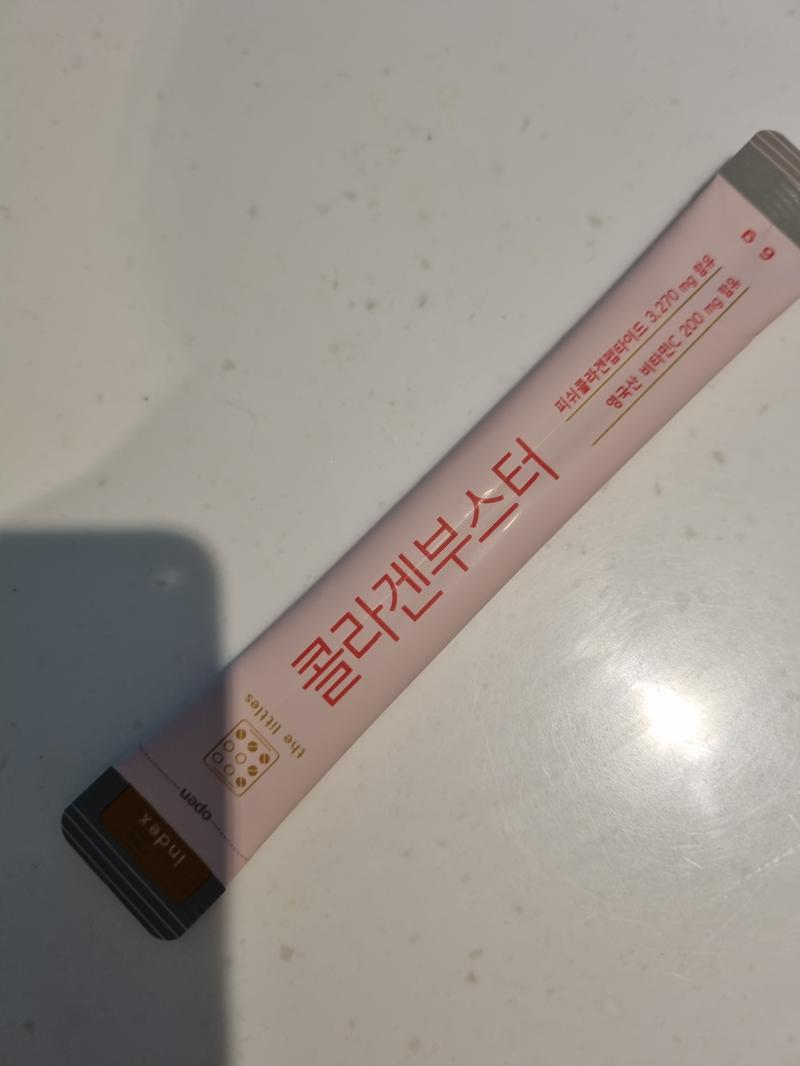 콜라겐부스터
피쉬콜라겐펩타이드 3,270 mg 함유
영국산 비타민C 200 mg 함유
6 g
the littles
open
index